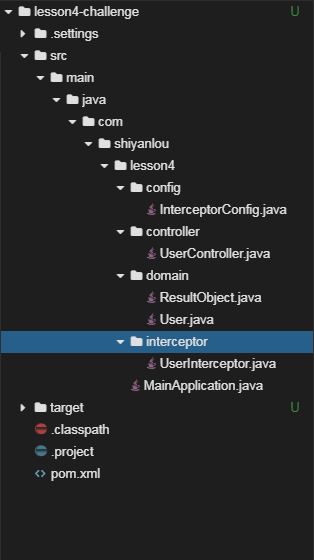 lesson4-challenge U
.settings
src
main
java
com
shiyanlou
lesson4
config
InterceptorConfig.java
controller
UserController.java
domain
ResultObject.java
User.java
interceptor
UserInterceptor.java
MainApplication.java
target U
.classpath
.project
pom.xml